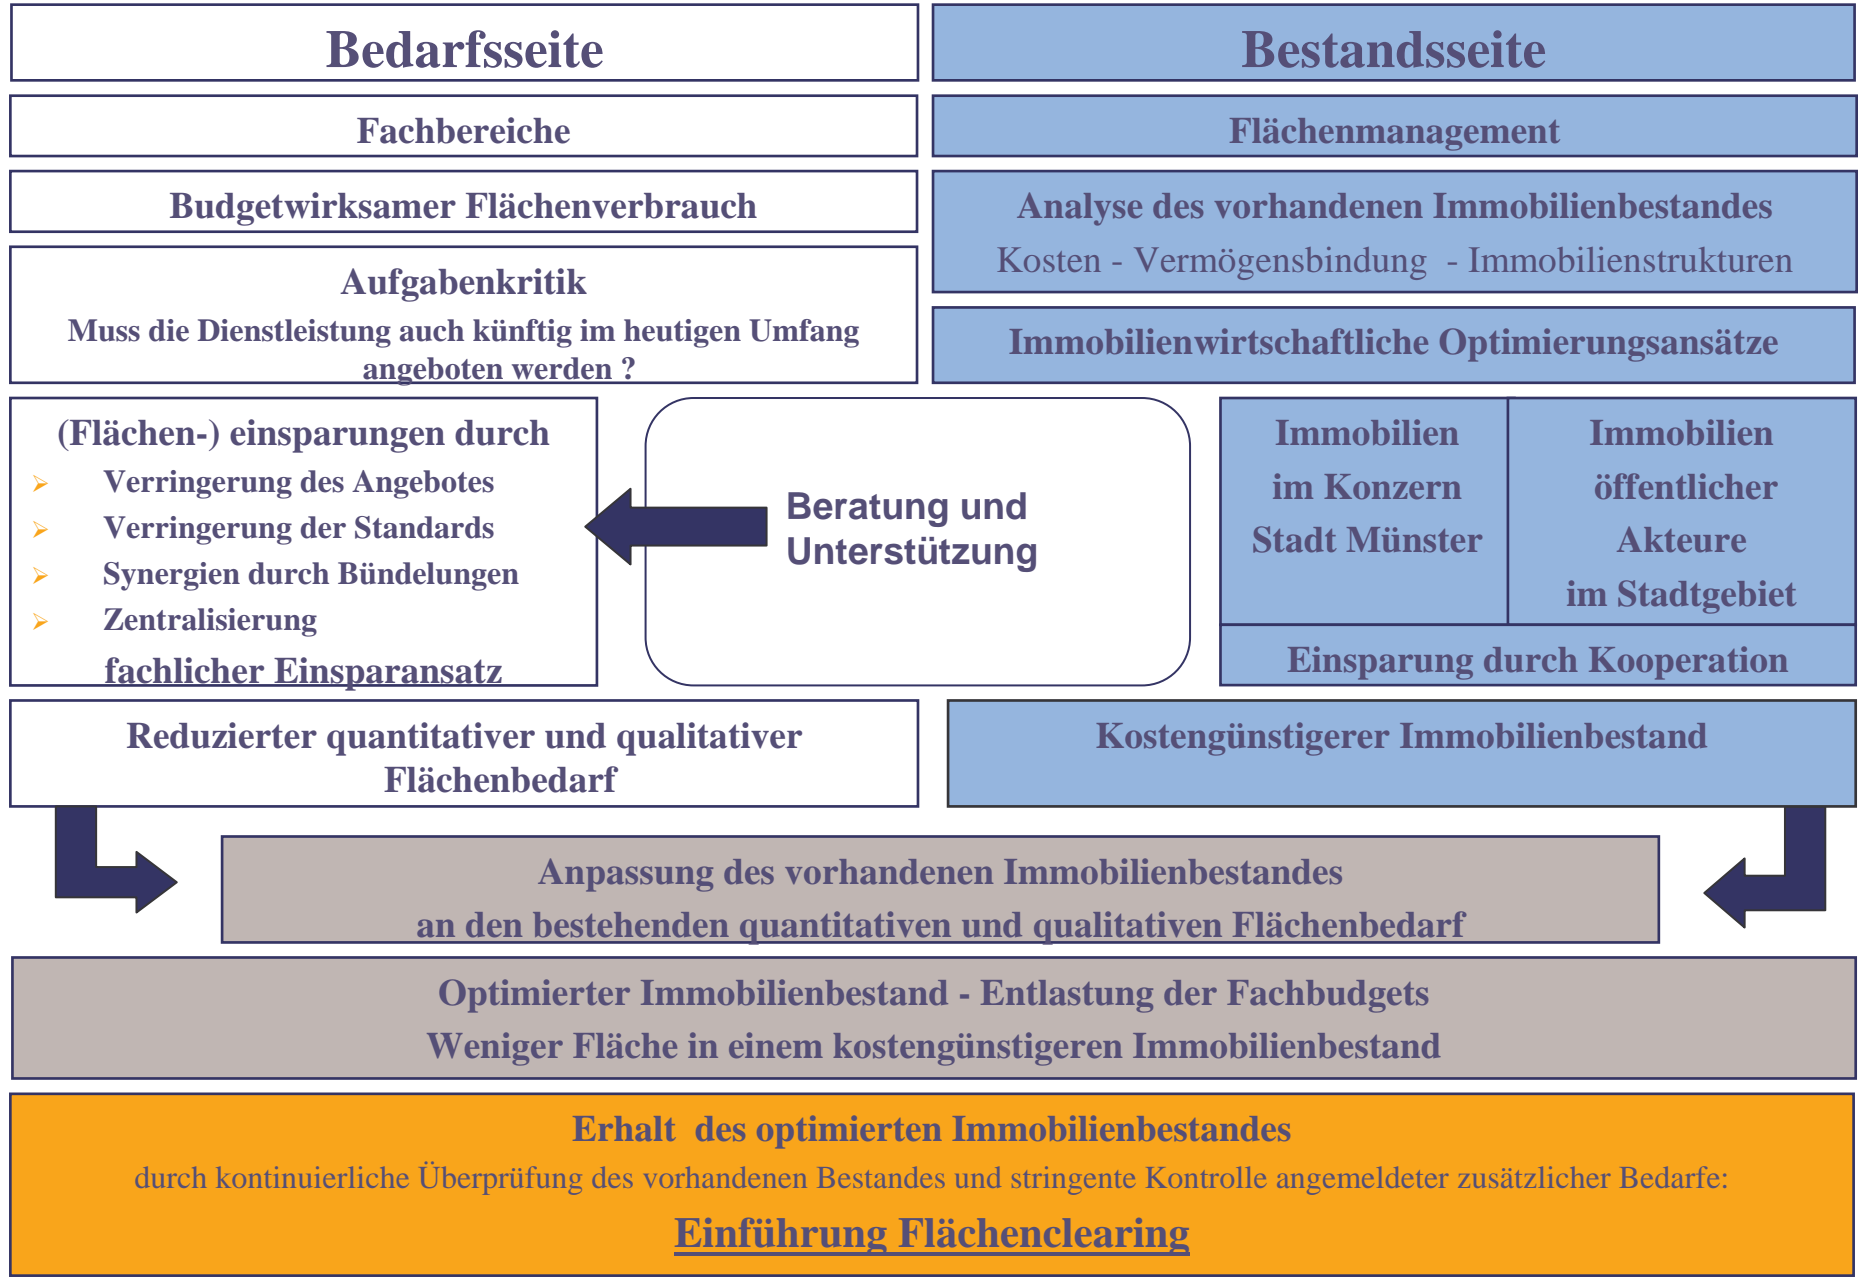 Bedarfsseite
Bestandsseite
Fachbereiche
Flächenmanagement
Budgetwirksamer Flächenverbrauch
Analyse des vorhandenen Immobilienbestandes
Kosten - Vermögensbindung  - Immobilienstrukturen
Aufgabenkritik
Muss die Dienstleistung auch künftig im heutigen Umfang
angeboten werden ?
Immobilienwirtschaftliche Optimierungsansätze
(Flächen-) einsparungen durch
➢ Verringerung des Angebotes
➢ Verringerung der Standards
➢ Synergien durch Bündelungen
➢ Zentralisierung
fachlicher Einsparansatz
Beratung und
Unterstützung
Immobilien
im Konzern
Stadt Münster
Immobilien
öffentlicher
Akteure
im Stadtgebiet
Einsparung durch Kooperation
Reduzierter quantitativer und qualitativer
Flächenbedarf
Kostengünstigerer Immobilienbestand
Anpassung des vorhandenen Immobilienbestandes
an den bestehenden quantitativen und qualitativen Flächenbedarf
Optimierter Immobilienbestand - Entlastung der Fachbudgets
Weniger Fläche in einem kostengünstigeren Immobilienbestand
Erhalt  des optimierten Immobilienbestandes
durch kontinuierliche Überprüfung des vorhandenen Bestandes und stringente Kontrolle angemeldeter zusätzlicher Bedarfe:
Einführung Flächenclearing